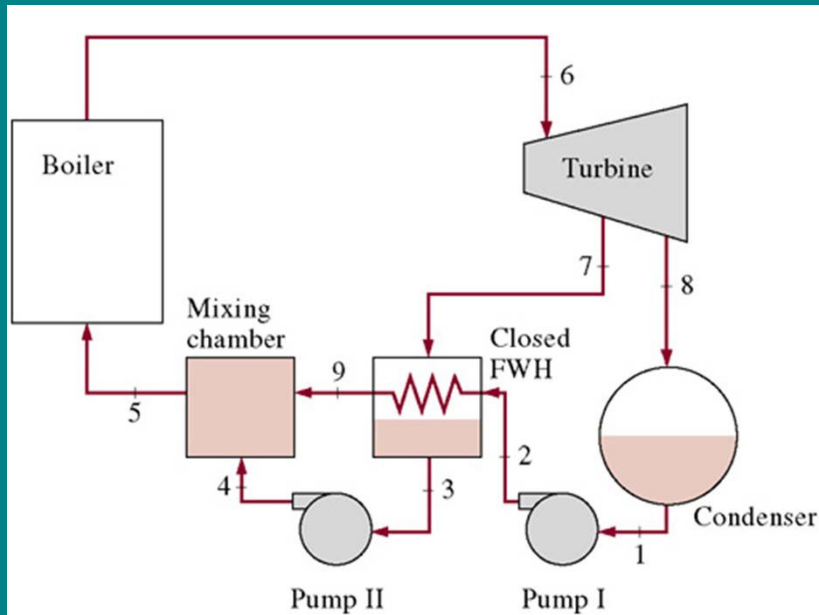 6
Boiler
Turbine
7
8
Mixing
chamber
Closed
FWH
9
5
2
4
3
Condenser
1
Pump II
Pump I